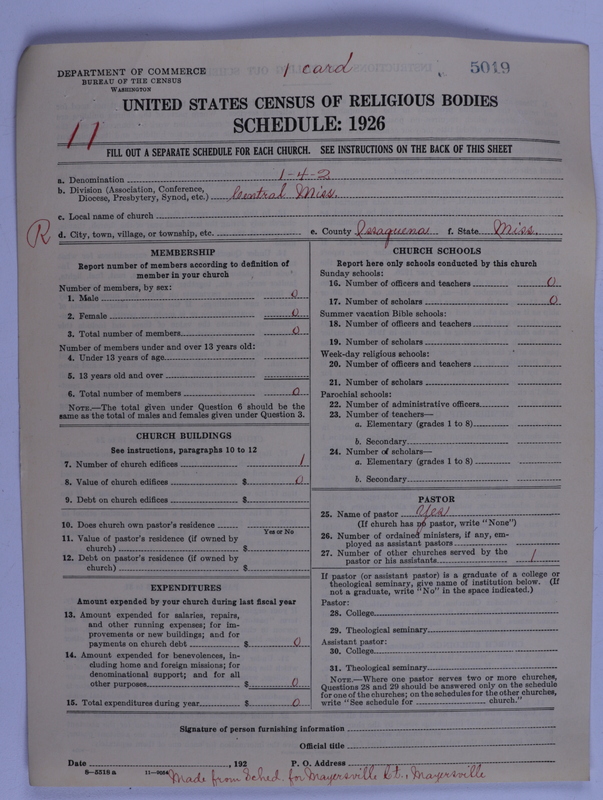 1 card
5019
DEPARTMENT OF COMMERCE
BUREAU OF THE CENSUS
WASHINGTON
UNITED STATES CENSUS OF RELIGIOUS BODIES
SCHEDULE: 1926
11
FILL OUT A SEPARATE SCHEDULE FOR EACH CHURCH. SEE INSTRUCTIONS ON THE BACK OF THIS SHEET
a. Denomination 1-4-2
b. Division (Association, Conference,
Diocese, Presbytery, Synod, etc.) Central Miss.
c. Local name of church
R
d. City, town, village, or township, etc. e. County Issaquena f. State Miss.
MEMBERSHIP
Report number of members according to definition of
member in your church
Number of members, by sex:
1. Male 0
2. Female 0
3. Total number of members 0
Number of members under and over 13 years old:
4. Under 13 years of age
5. 13 years old and over
6. Total number of members 0
NOTE.—The total given under Question 6 should be the
same as the total of males and females given under Question 3.
CHURCH BUILDINGS
See instructions, paragraphs 10 to 12
7. Number of church edifices 1
8. Value of church edifices $ 0
9. Debt on church edifices $
10. Does church own pastor's residence
Yes or No
11. Value of pastor's residence (if owned by
church) $
12. Debt on pastor's residence (if owned by
church) $
EXPENDITURES
Amount expended by your church during last fiscal year
13. Amount expended for salaries, repairs,
and other running expenses; for im-
provements or new buildings; and for
payments on church debt $ 0
14. Amount expended for benevolences, in-
cluding home and foreign missions; for
denominational support; and for all
other purposes $ 0
15. Total expenditures during year $ 0
CHURCH SCHOOLS
Report here only schools conducted by this church
Sunday schools:
16. Number of officers and teachers 0
17. Number of scholars 0
Summer vacation Bible schools:
18. Number of officers and teachers
19. Number of scholars
Week-day religious schools:
20. Number of officers and teachers
21. Number of scholars
Parochial schools:
22. Number of administrative officers
23. Number of teachers—
a. Elementary (grades 1 to 8)
b. Secondary
24. Number of scholars—
a. Elementary (grades 1 to 8)
b. Secondary
PASTOR
25. Name of pastor Yes
(If church has no pastor, write "None")
26. Number of ordained ministers, if any, em-
ployed as assistant pastors
27. Number of other churches served by the
pastor or his assistants 1
If pastor (or assistant pastor) is a graduate of a college or
theological seminary, give name of institution below. (If
not a graduate, write "No" in the space indicated.)
Pastor:
28. College
29. Theological seminary
Assistant pastor:
30. College
31. Theological seminary
NOTE.—Where one pastor serves two or more churches,
Questions 28 and 29 should be answered only on the schedule
for one of the churches; on the schedules for the other churches,
write "See schedule for church."
Signature of person furnishing information
Official title
Date , 192 P. O. Address
8-5518a
Made from Sched. for Mayersville Ct., Mayersville